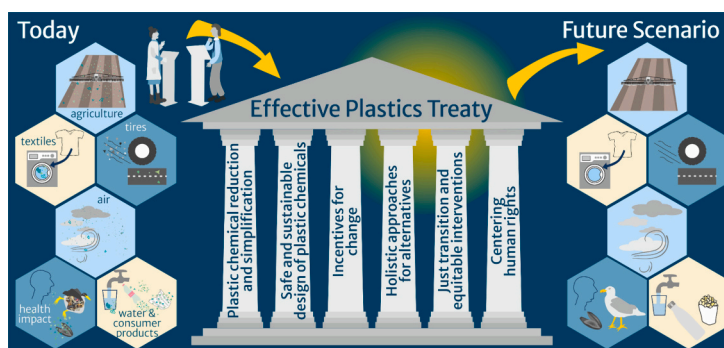 Today
Future Scenario
agriculture
textiles
tires
air
health
impact
water &
consumer
products
Effective Plastics Treaty
Plastic chemical reduction
and simplification
Safe and sustainable
design of plastic chemicals
Incentives for
change
Holistic approaches
for alternatives
Just transition and
equitable interventions
Centering
human rights